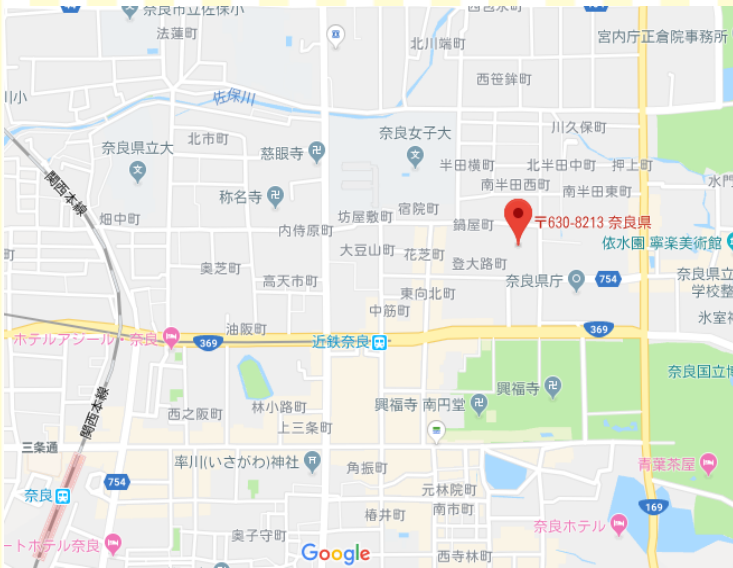 奈良市立佐保小
法蓮町
北川端町
宮内庁正倉院事務所
西笹鉾町
川小
佐保川
川久保町
北市町
奈良女子大
奈良県立大
慈眼寺
半田横町
北半田中町
押上町
南半田西町
南半田東町
水門
関西本線
称名寺
宿院町
坊屋敷町
鍋屋町
〒630-8213 奈良県
畑中町
内侍原町
大豆山町
花芝町
依水園 寧楽美術館
町
登大路町
奥芝町
高天市町
奈良県庁
754
奈良県立
学校整
東向北町
中筋町
氷室神
油阪町
369
ホテルアジール・奈良
369
近鉄奈良
奈良国立博
興福寺
林小路町
興福寺 南円堂
西之阪町
上三条町
三条通
関西本線
率川(いさがわ)神社
角振町
青葉茶屋
754
元林院町
奈良
169
椿井町
南市町
奈良ホテル
奥子守町
ートホテル奈良
Google
西寺林町